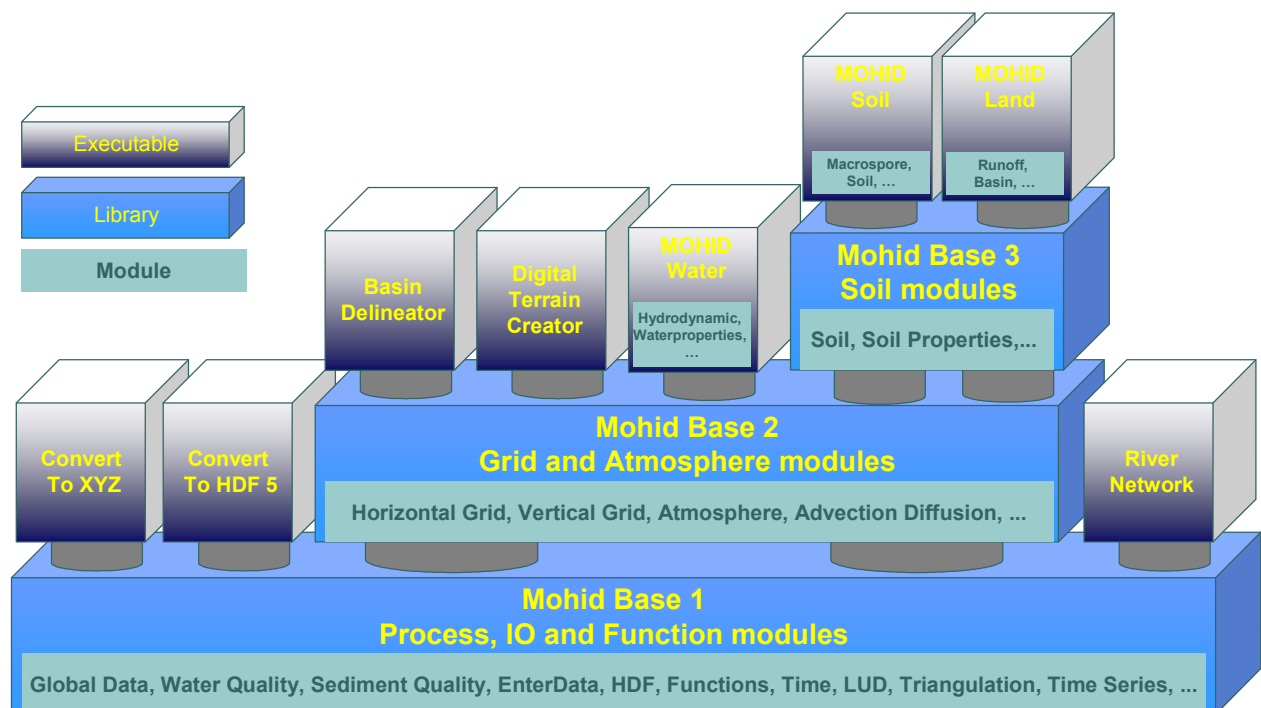 MOHID
Soil
Macrospore,
Soil, ...
MOHID
Land
Runoff,
Basin, ...
Executable
Library
Module
Basin
Delineator
Digital
Terrain
Creator
MOHID
Water
Hydrodynamic,
Waterproperties,
...
Mohid Base 3
Soil modules
Soil, Soil Properties,...
Convert
To XYZ
Convert
To HDF 5
Mohid Base 2
Grid and Atmosphere modules
Horizontal Grid, Vertical Grid, Atmosphere, Advection Diffusion, ...
River
Network
Mohid Base 1
Process, IO and Function modules
Global Data, Water Quality, Sediment Quality, EnterData, HDF, Functions, Time, LUD, Triangulation, Time Series, ...